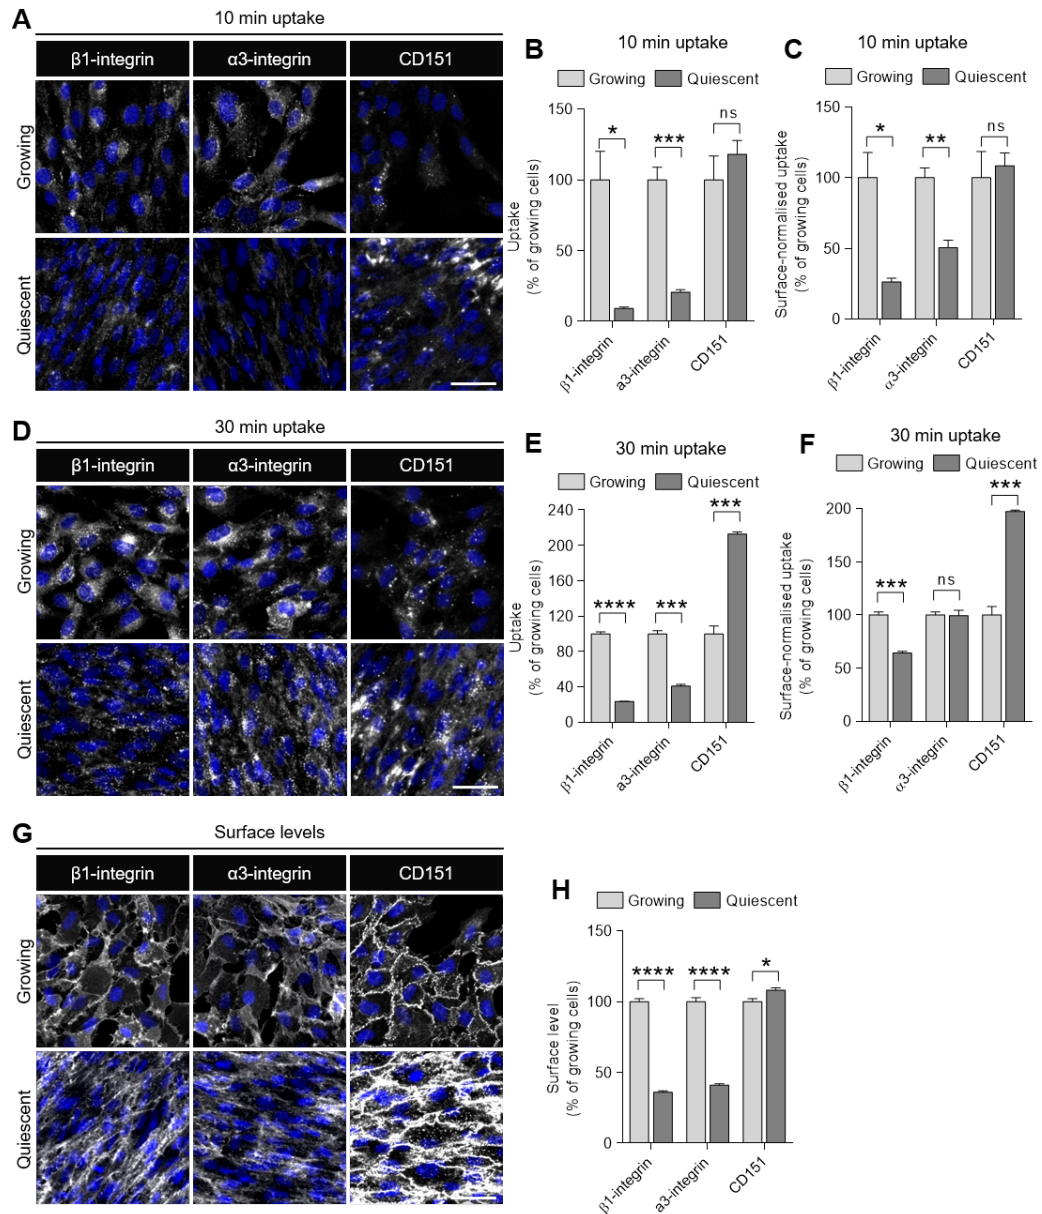 A
10 min uptake
β1-integrin α3-integrin CD151
Growing
Quiescent
B
10 min uptake
Growing Quiescent
Uptake
(% of growing cells)
150
100
50
0
* *** ns
β1-integrin a3-integrin CD151
C
10 min uptake
Growing Quiescent
Surface-normalised uptake
(% of growing cells)
150
100
50
0
* ** ns
β1-integrin α3-integrin CD151
D
30 min uptake
β1-integrin α3-integrin CD151
Growing
Quiescent
E
30 min uptake
Growing Quiescent
Uptake
(% of growing cells)
240
200
160
120
80
40
0
**** *** ***
β1-integrin a3-integrin CD151
F
30 min uptake
Growing Quiescent
Surface-normalised uptake
(% of growing cells)
200
150
100
50
0
*** ns ***
β1-integrin α3-integrin CD151
G
Surface levels
β1-integrin α3-integrin CD151
Growing
Quiescent
H
Growing Quiescent
Surface level
(% of growing cells)
150
100
50
0
**** **** *
β1-integrin a3-integrin CD151